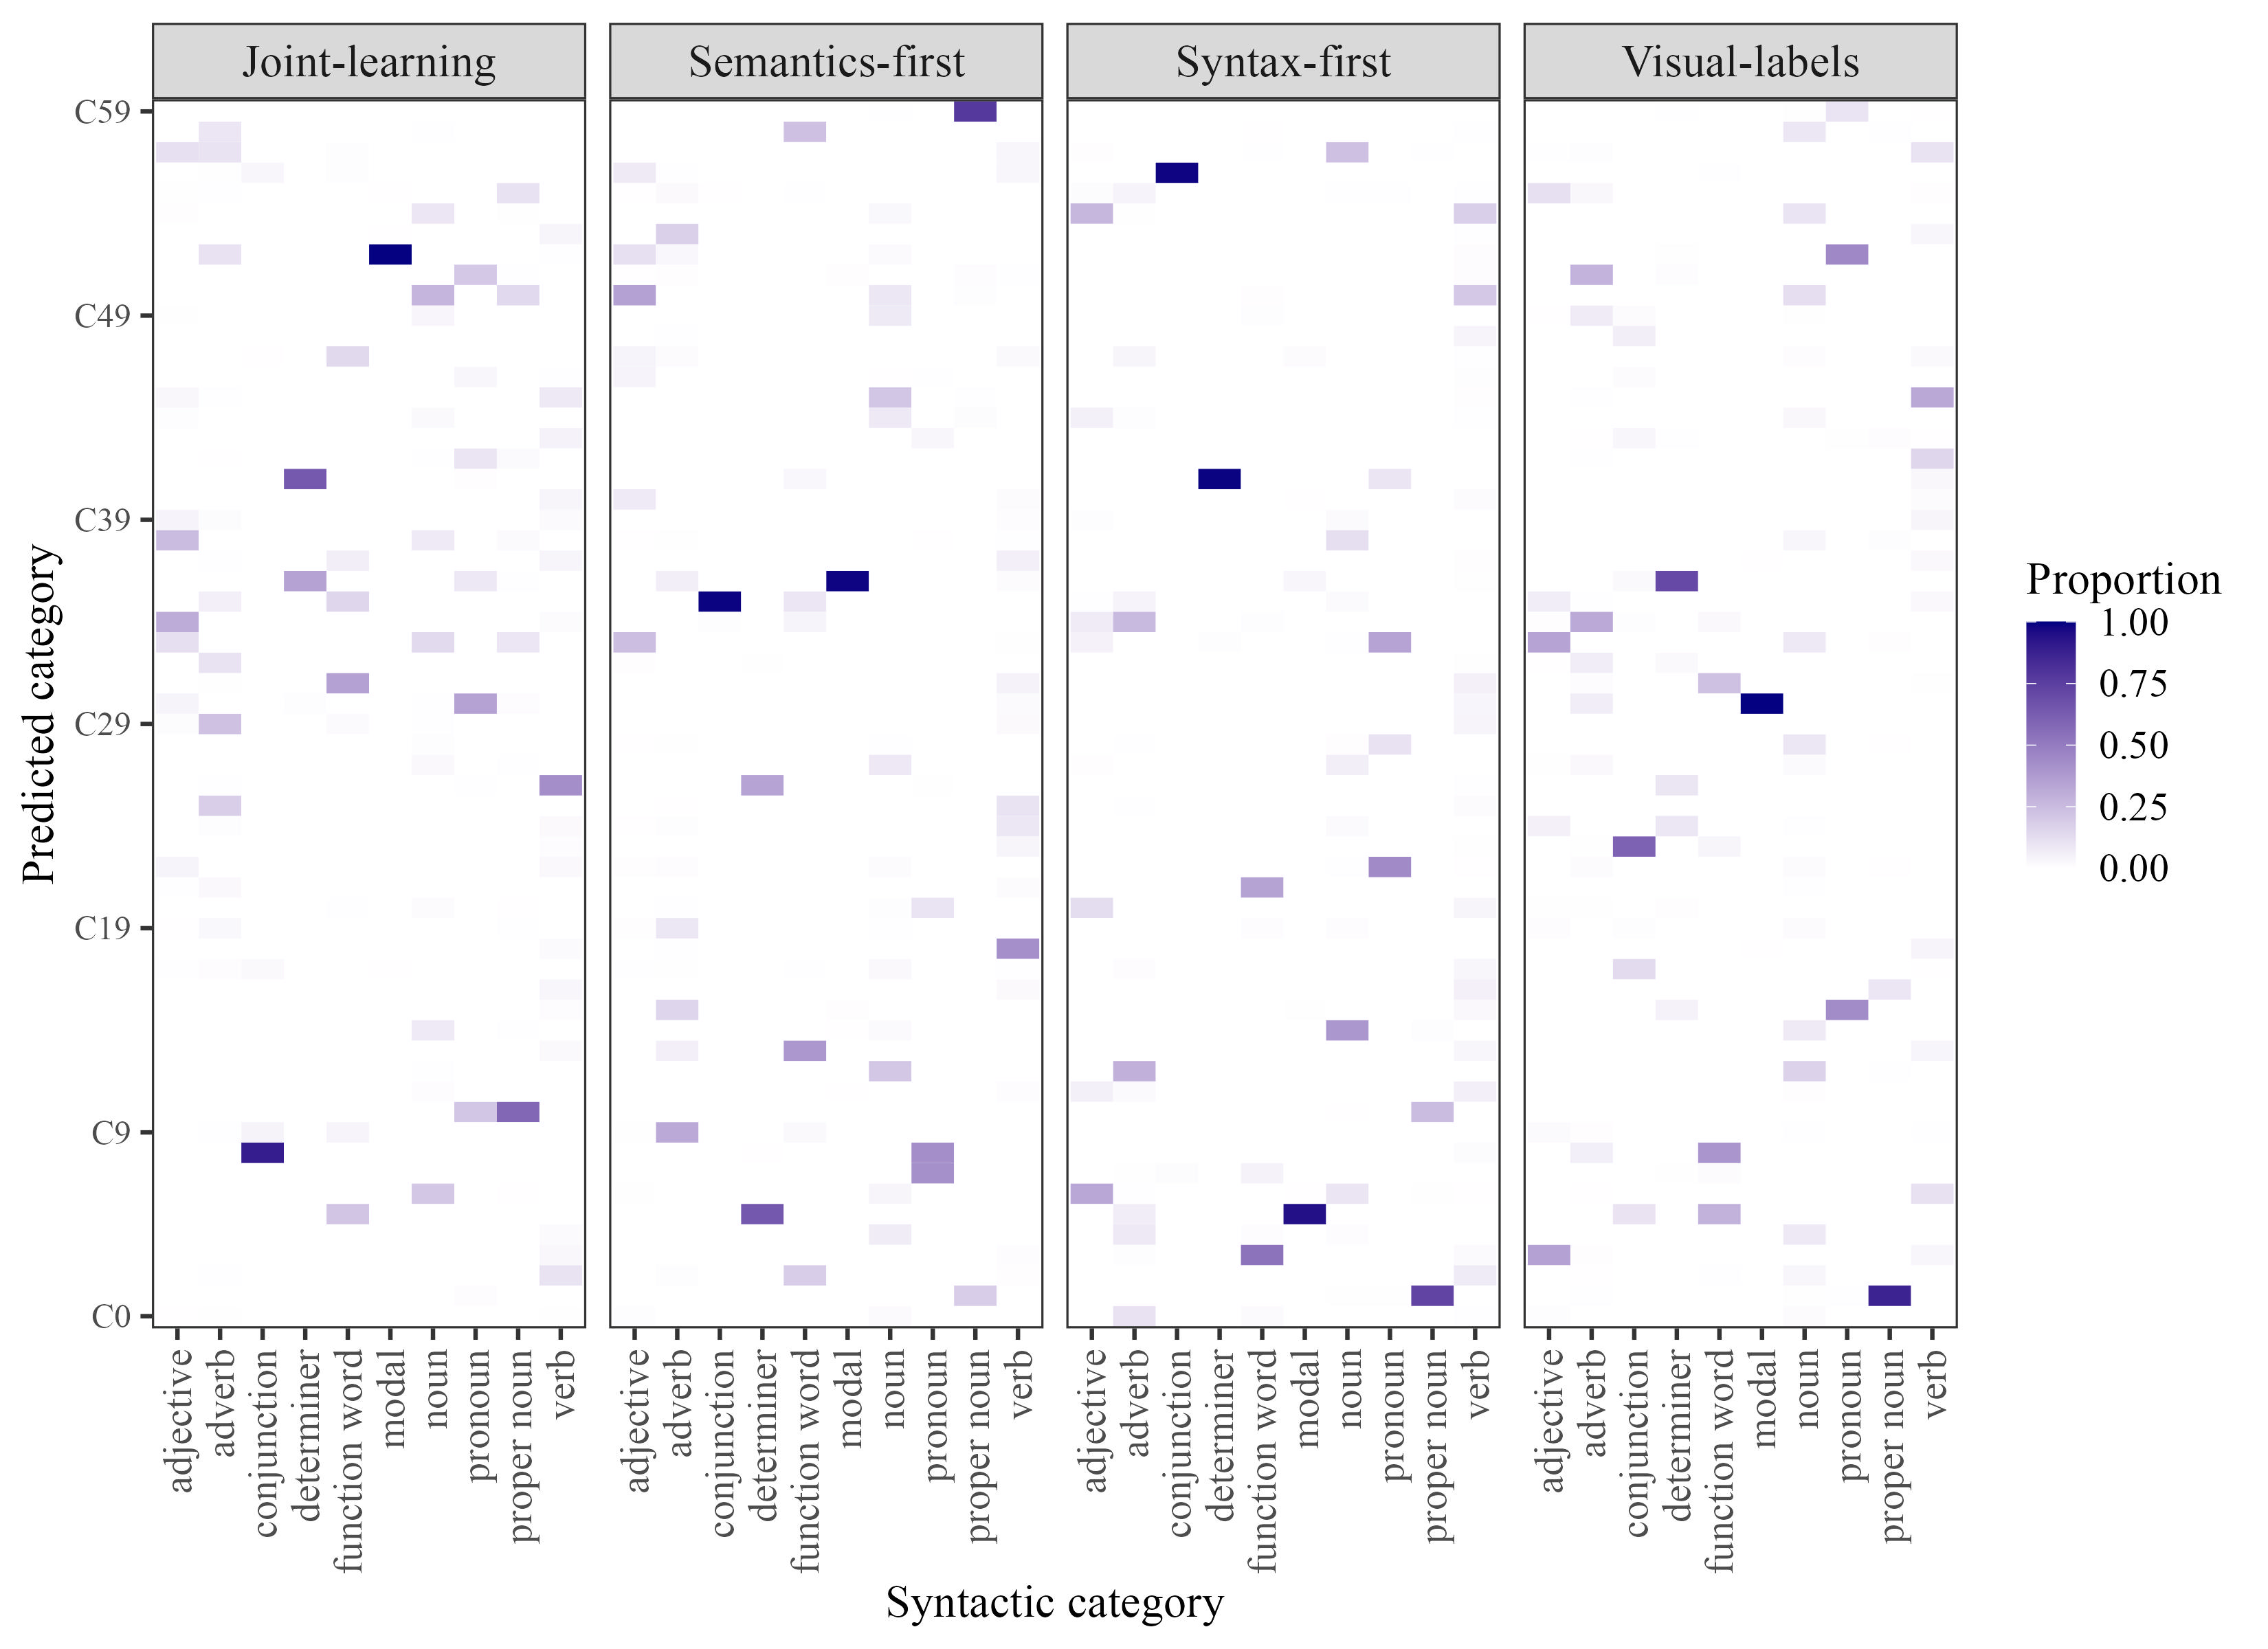 Joint-learning
Semantics-first
Syntax-first
Visual-labels
Predicted category
C59
C49
C39
C29
C19
C9
C0
adjective
adverb
conjunction
determiner
function word
modal
noun
pronoun
proper noun
verb
adjective
adverb
conjunction
determiner
function word
modal
noun
pronoun
proper noun
verb
adjective
adverb
conjunction
determiner
function word
modal
noun
pronoun
proper noun
verb
adjective
adverb
conjunction
determiner
function word
modal
noun
pronoun
proper noun
verb
Syntactic category
Proportion
1.00
0.75
0.50
0.25
0.00